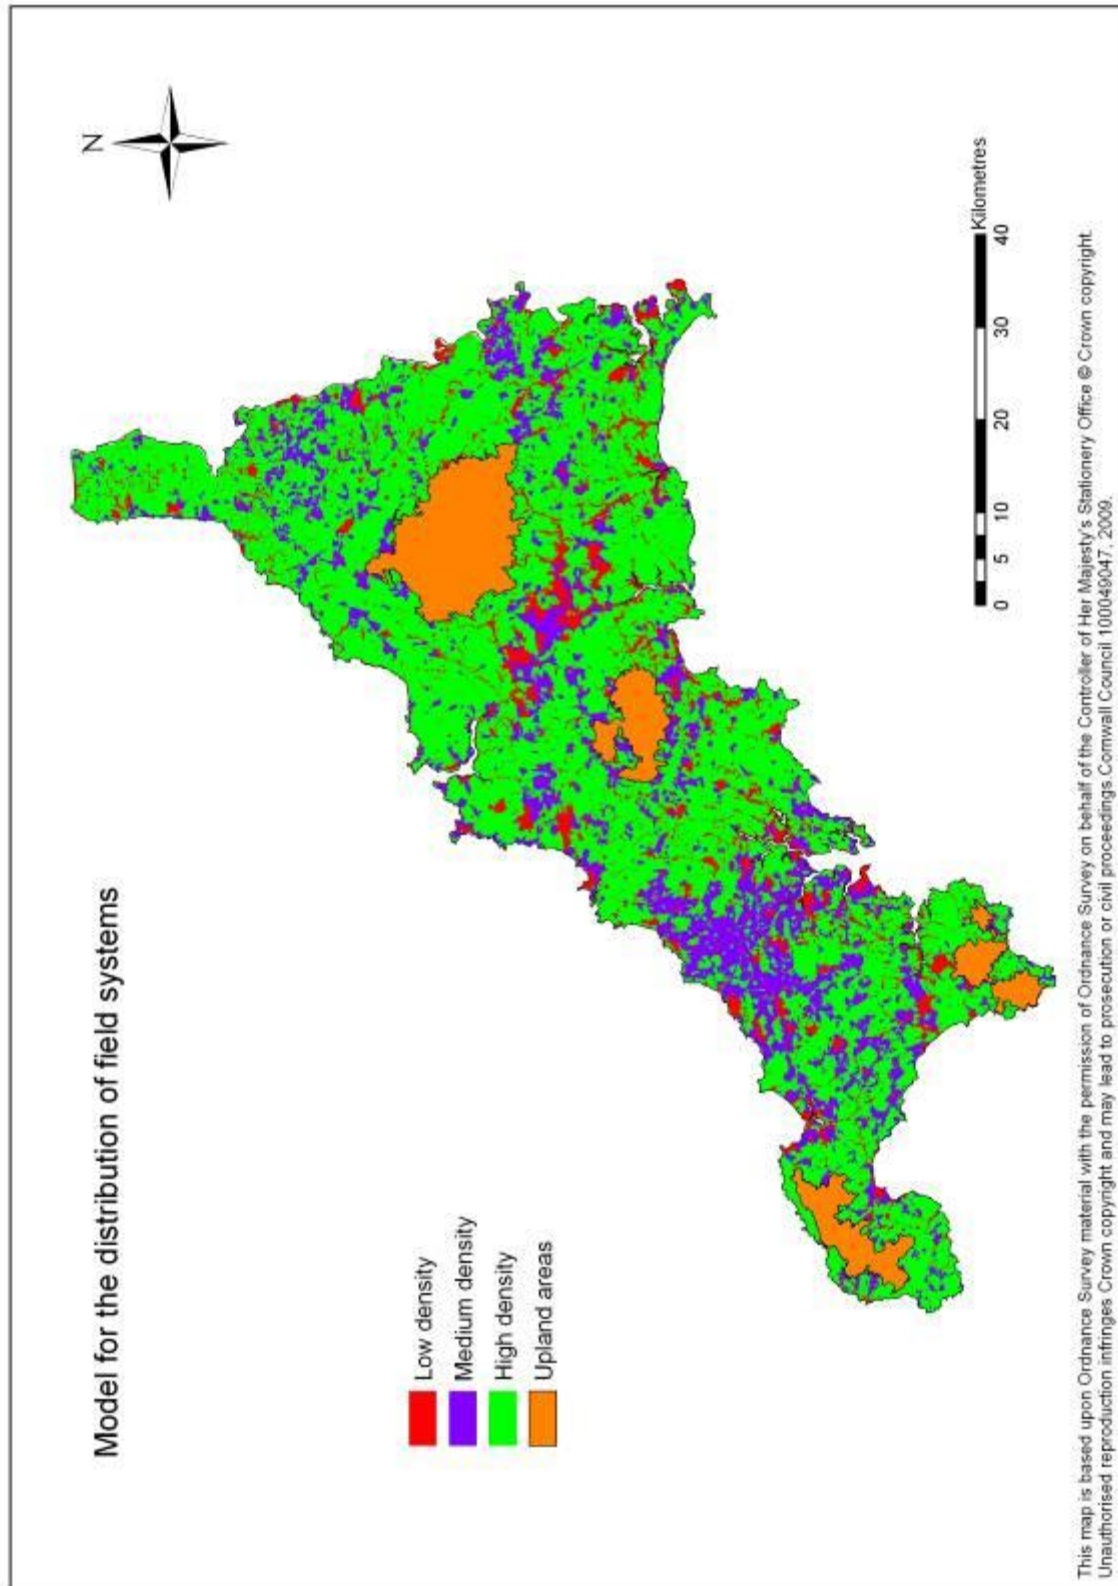 Model for the distribution of field systems
N
Low density
Medium density
High density
Upland areas
0 5 10 20 30 40
Kilometres
This map is based upon Ordnance Survey material with the permission of Ordnance Survey on behalf of the Controller of Her Majesty's Stationery Office © Crown copyright.
Unauthorised reproduction infringes Crown copyright and may lead to prosecution or civil proceedings.Cornwall Council 100049047, 2009.